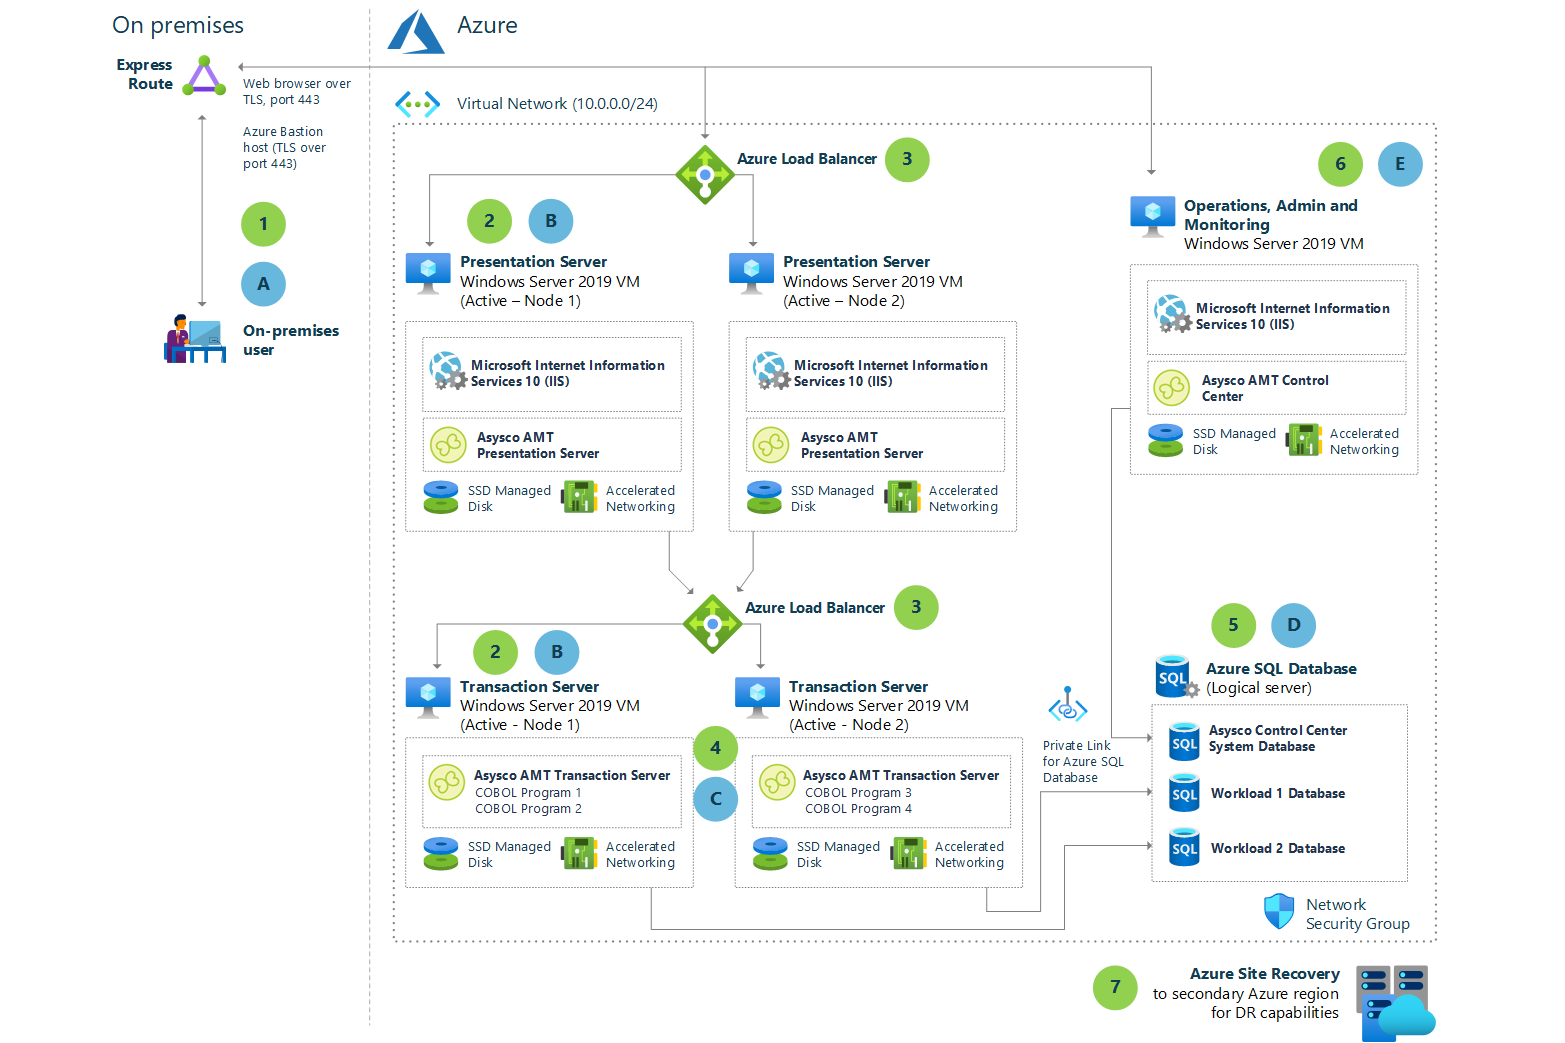 On premises
Azure
Express
Route
Web browser over
TLS, port 443
Azure Bastion
host (TLS over
port 443)
1
A
On-premises
user
Virtual Network (10.0.0.0/24)
Azure Load Balancer
3
2
B
Presentation Server
Windows Server 2019 VM
(Active – Node 1)
Microsoft Internet Information
Services 10 (IIS)
Asysco AMT
Presentation Server
SSD Managed
Disk
Accelerated
Networking
Presentation Server
Windows Server 2019 VM
(Active – Node 2)
Microsoft Internet Information
Services 10 (IIS)
Asysco AMT
Presentation Server
SSD Managed
Disk
Accelerated
Networking
6
E
Operations, Admin and
Monitoring
Windows Server 2019 VM
Microsoft Internet Information
Services 10 (IIS)
Asysco AMT Control
Center
SSD Managed
Disk
Accelerated
Networking
Azure Load Balancer
3
2
B
Transaction Server
Windows Server 2019 VM
(Active - Node 1)
Asysco AMT Transaction Server
COBOL Program 1
COBOL Program 2
SSD Managed
Disk
Accelerated
Networking
4
C
Transaction Server
Windows Server 2019 VM
(Active - Node 2)
Asysco AMT Transaction Server
COBOL Program 3
COBOL Program 4
SSD Managed
Disk
Accelerated
Networking
Private Link
for Azure SQL
Database
5
D
SQL
Azure SQL Database
(Logical server)
SQL
Asysco Control Center
System Database
SQL
Workload 1 Database
SQL
Workload 2 Database
Network
Security Group
7
Azure Site Recovery
to secondary Azure region
for DR capabilities